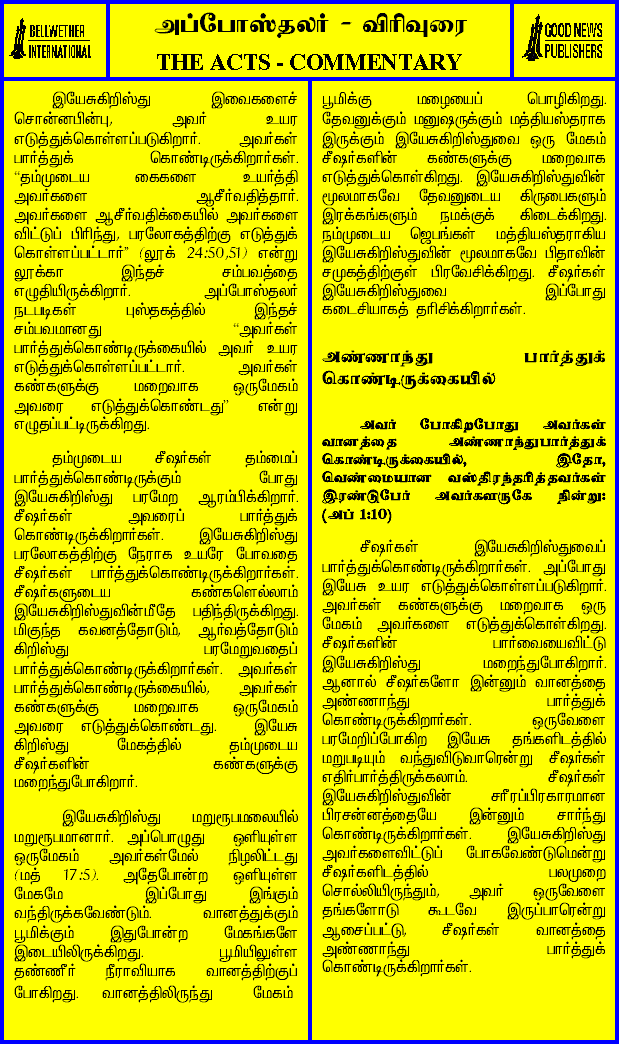 BELLWETHER
INTERNATIONAL
அப்போஸ்தலர் - விரிவுரை
THE ACTS - COMMENTARY
GOOD NEWS
PUBLISHERS
இயேசுகிறிஸ்து இவைகளைச்
சொன்னபின்பு, அவர் உயர
எடுத்துக்கொள்ளப்படுகிறார். அவர்கள்
பார்த்துக் கொண்டிருக்கிறார்கள்.
“தம்முடைய கைகளை உயர்த்தி
அவர்களை ஆசீர்வதித்தார்.
அவர்களை ஆசீர்வதிக்கையில் அவர்களை
விட்டுப் பிரிந்து, பரலோகத்திற்கு எடுத்துக்
கொள்ளப்பட்டார்” (லூக் 24:50,51) என்று
லூக்கா இந்தச் சம்பவத்தை
எழுதியிருக்கிறார். அப்போஸ்தலர்
நடபடிகள் புஸ்தகத்தில் இந்தச்
சம்பவமானது “அவர்கள்
பார்த்துக்கொண்டிருக்கையில் அவர் உயர
எடுத்துக்கொள்ளப்பட்டார். அவர்கள்
கண்களுக்கு மறைவாக ஒருமேகம்
அவரை எடுத்துக்கொண்டது” என்று
எழுதப்பட்டிருக்கிறது.
தம்முடைய சீஷர்கள் தம்மைப்
பார்த்துக்கொண்டிருக்கும் போது
இயேசுகிறிஸ்து பரமேற ஆரம்பிக்கிறார்.
சீஷர்கள் அவரைப் பார்த்துக்
கொண்டிருக்கிறார்கள். இயேசுகிறிஸ்து
பரலோகத்திற்கு நேராக உயரே போவதை
சீஷர்கள் பார்த்துக்கொண்டிருக்கிறார்கள்.
சீஷர்களுடைய கண்களெல்லாம்
இயேசுகிறிஸ்துவின்மீதே பதிந்திருக்கிறது.
மிகுந்த கவனத்தோடும், ஆர்வத்தோடும்
கிறிஸ்து பரமேறுவதைப்
பார்த்துக்கொண்டிருக்கிறார்கள். அவர்கள்
பார்த்துக்கொண்டிருக்கையில், அவர்கள்
கண்களுக்கு மறைவாக ஒருமேகம்
அவரை எடுத்துக்கொண்டது. இயேசு
கிறிஸ்து மேகத்தில் தம்முடைய
சீஷர்களின் கண்களுக்கு
மறைந்துபோகிறார்.
இயேசுகிறிஸ்து மறுரூபமலையில்
மறுரூபமானார். அப்பொழுது ஒளியுள்ள
ஒருமேகம் அவர்கள்மேல் நிழலிட்டது
(மத் 17:5). அதேபோன்ற ஒளியுள்ள
மேகமே இப்போது இங்கும்
வந்திருக்கவேண்டும். வானத்துக்கும்
பூமிக்கும் இதுபோன்ற மேகங்களே
இடையிலிருக்கிறது. பூமியிலுள்ள
தண்ணீர் நீராவியாக வானத்திற்குப்
போகிறது. வானத்திலிருந்து மேகம்
பூமிக்கு மழையைப் பொழிகிறது.
தேவனுக்கும் மனுஷருக்கும் மத்தியஸ்தராக
இருக்கும் இயேசுகிறிஸ்துவை ஒரு மேகம்
சீஷர்களின் கண்களுக்கு மறைவாக
எடுத்துக்கொள்கிறது. இயேசுகிறிஸ்துவின்
மூலமாகவே தேவனுடைய கிருபைகளும்
இரக்கங்களும் நமக்குக் கிடைக்கிறது.
நம்முடைய ஜெபங்கள் மத்தியஸ்தராகிய
இயேசுகிறிஸ்துவின் மூலமாகவே பிதாவின்
சமுகத்திற்குள் பிரவேசிக்கிறது. சீஷர்கள்
இயேசுகிறிஸ்துவை இப்போது
கடைசியாகத் தரிசிக்கிறார்கள்.
அண்ணாந்து பார்த்துக்
கொண்டிருக்கையில்
அவர் போகிறபோது அவர்கள்
வானத்தை அண்ணாந்துபார்த்துக்
கொண்டிருக்கையில், இதோ,
வெண்மையான வஸ்திரந்தரித்தவர்கள்
இரண்டுபேர் அவர்களருகே நின்று:
(அப் 1:10)
சீஷர்கள் இயேசுகிறிஸ்துவைப்
பார்த்துக்கொண்டிருக்கிறார்கள். அப்போது
இயேசு உயர எடுத்துக்கொள்ளப்படுகிறார்.
அவர்கள் கண்களுக்கு மறைவாக ஒரு
மேகம் அவர்களை எடுத்துக்கொள்கிறது.
சீஷர்களின் பார்வையைவிட்டு
இயேசுகிறிஸ்து மறைந்துபோகிறார்.
ஆனால் சீஷர்களோ இன்னும் வானத்தை
அண்ணாந்து பார்த்துக்
கொண்டிருக்கிறார்கள். ஒருவேளை
பரமேறிப்போகிற இயேசு தங்களிடத்தில்
மறுபடியும் வந்துவிடுவாரென்று சீஷர்கள்
எதிர்பார்த்திருக்கலாம். சீஷர்கள்
இயேசுகிறிஸ்துவின் சரீரப்பிரகாரமான
பிரசன்னத்தையே இன்னும் சார்ந்து
கொண்டிருக்கிறார்கள். இயேசுகிறிஸ்து
அவர்களைவிட்டுப் போகவேண்டுமென்று
சீஷர்களிடத்தில் பலமுறை
சொல்லியிருந்தும், அவர் ஒருவேளை
தங்களோடு கூடவே இருப்பாரென்று
ஆசைப்பட்டு, சீஷர்கள் வானத்தை
அண்ணாந்து பார்த்துக்
கொண்டிருக்கிறார்கள்.